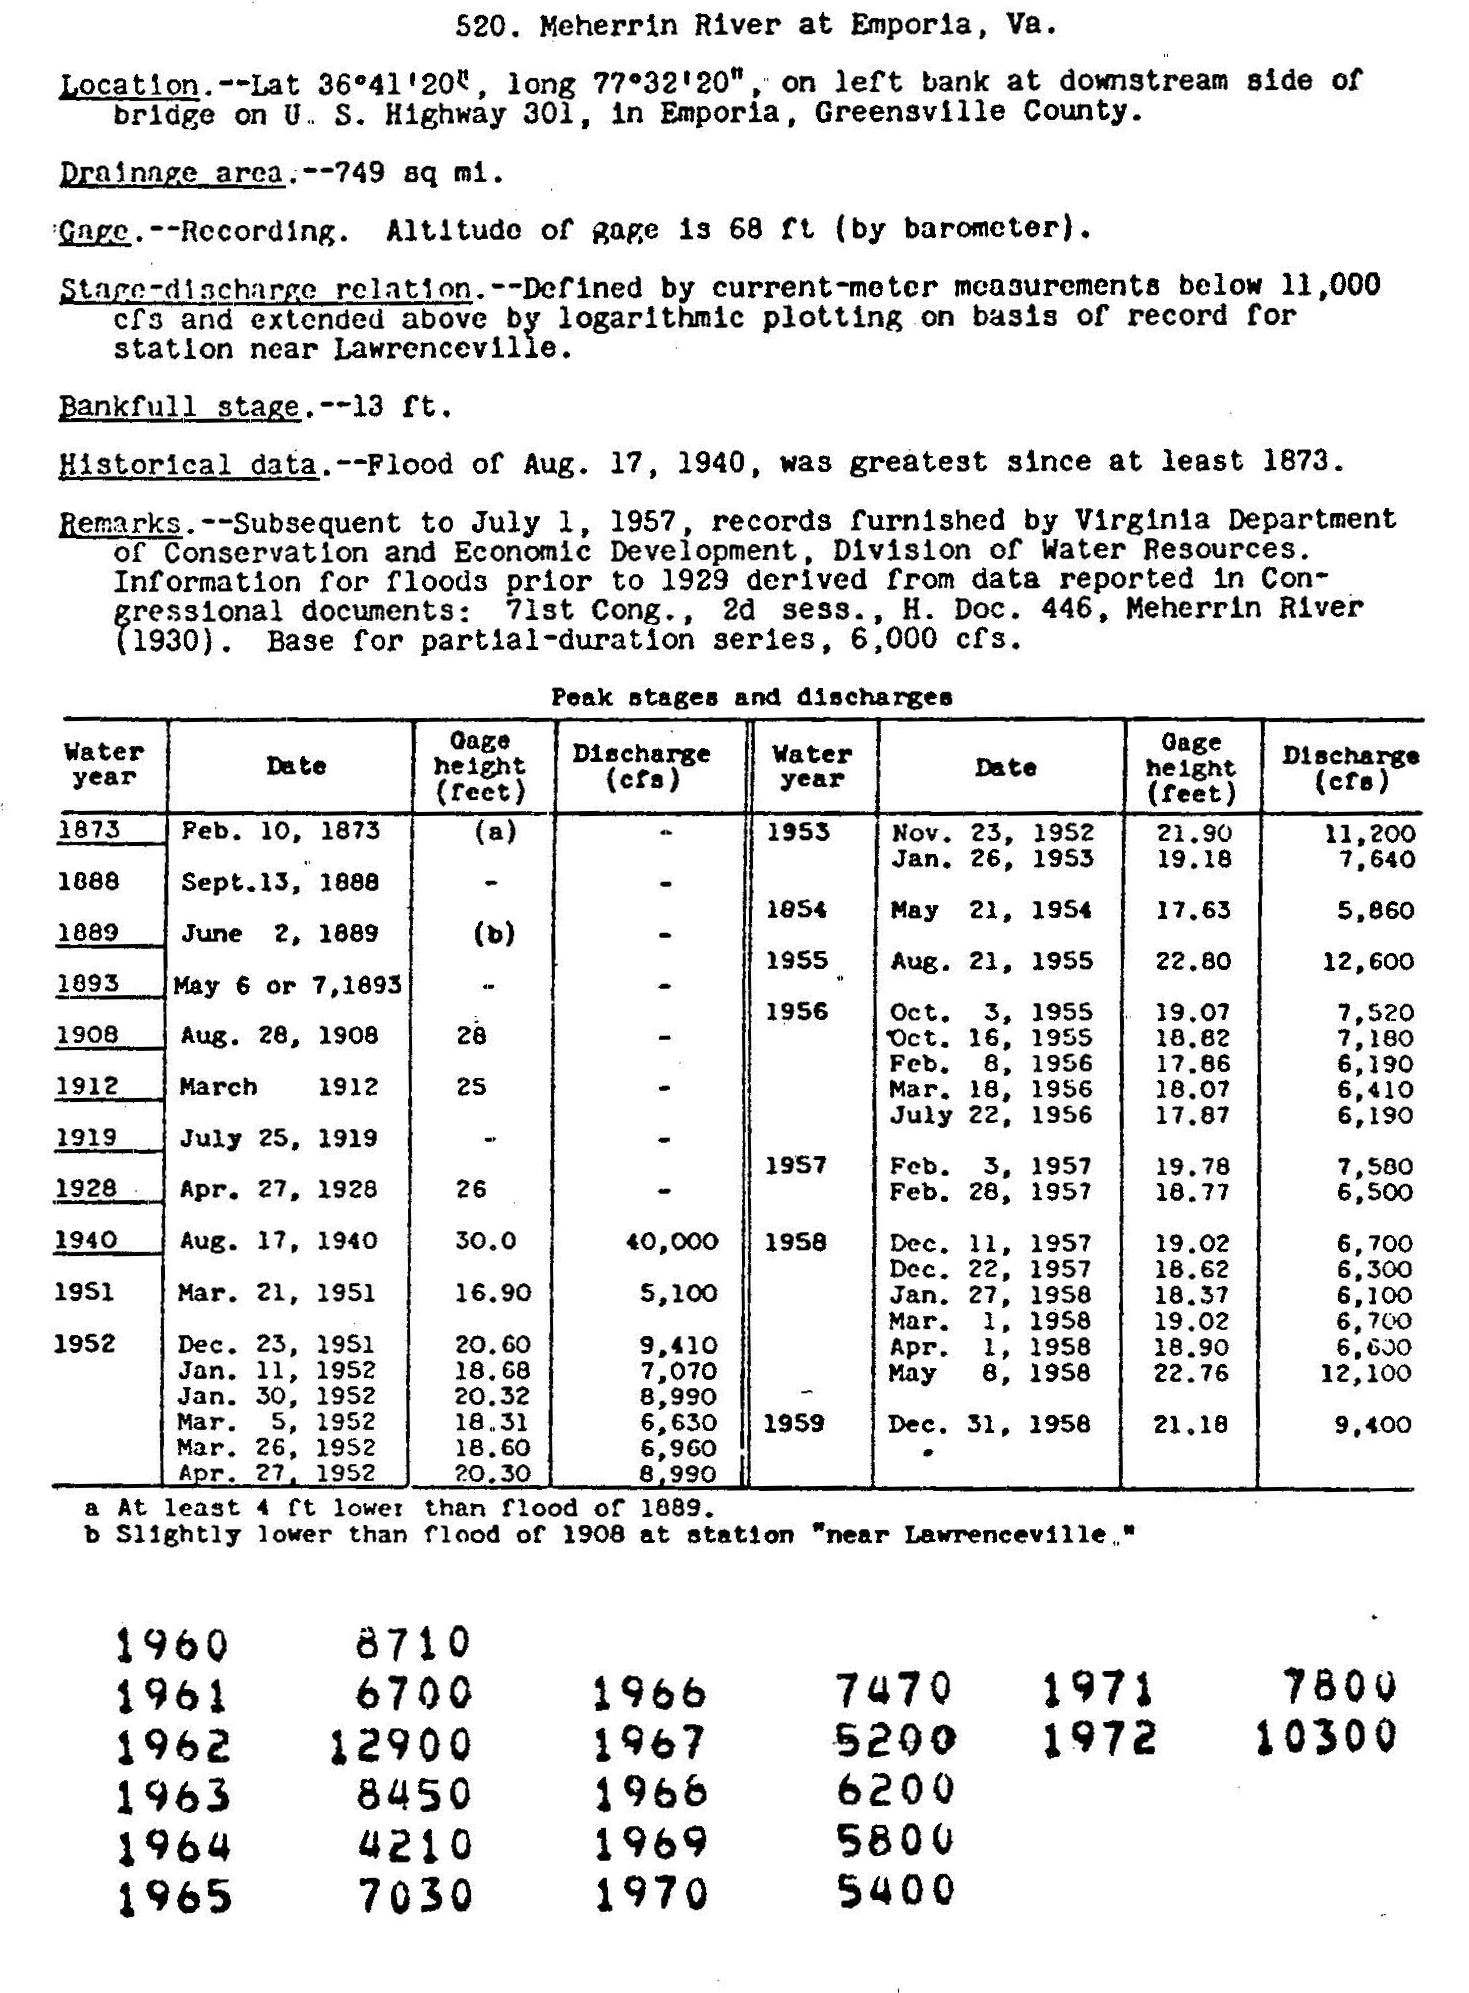 520. Meherrin River at Emporia, Va.
Location.--Lat 36°41'20", long 77°32'20", on left bank at downstream side of
bridge on U. S. Highway 301, in Emporia, Greensville County.
Drainage area.--749 sq mi.
Gage.--Recording. Altitude of gage is 68 ft (by barometer).
Stage-discharge relation.--Defined by current-meter measurements below 11,000
cfs and extended above by logarithmic plotting on basis of record for
station near Lawrenceville.
Bankfull stage.--13 ft.
Historical data.--Flood of Aug. 17, 1940, was greatest since at least 1873.
Remarks.--Subsequent to July 1, 1957, records furnished by Virginia Department
of Conservation and Economic Development, Division of Water Resources.
Information for floods prior to 1929 derived from data reported in Con-
gressional documents: 71st Cong., 2d sess., H. Doc. 446, Meherrin River
(1930). Base for partial-duration series, 6,000 cfs.
Peak stages and discharges
Water year | Date | Gage height (feet) | Discharge (cfs) | Water year | Date | Gage height (feet) | Discharge (cfs)
1873 Feb. 10, 1873 (a) -
1888 Sept.13, 1888 - -
1889 June 2, 1889 (b) -
1893 May 6 or 7,1893 - -
1908 Aug. 28, 1908 28 -
1912 March 1912 25 -
1919 July 25, 1919 - -
1928 Apr. 27, 1928 26 -
1940 Aug. 17, 1940 30.0 40,000
1951 Mar. 21, 1951 16.90 5,100
1952 Dec. 23, 1951 20.60 9,410
Jan. 11, 1952 18.68 7,070
Jan. 30, 1952 20.32 8,990
Mar. 5, 1952 18.31 6,630
Mar. 26, 1952 18.60 6,960
Apr. 27, 1952 20.30 8,990
1953 Nov. 23, 1952 21.90 11,200
Jan. 26, 1953 19.18 7,640
1854 May 21, 1954 17.63 5,860
1955 Aug. 21, 1955 22.80 12,600
1956 Oct. 3, 1955 19.07 7,520
Oct. 16, 1955 18.82 7,180
Feb. 8, 1956 17.86 6,190
Mar. 18, 1956 18.07 6,410
July 22, 1956 17.87 6,190
1957 Feb. 3, 1957 19.78 7,580
Feb. 28, 1957 18.77 6,500
1958 Dec. 11, 1957 19.02 6,700
Dec. 22, 1957 18.62 6,300
Jan. 27, 1958 18.37 6,100
Mar. 1, 1958 19.02 6,700
Apr. 1, 1958 18.90 6,600
May 8, 1958 22.76 12,100
1959 Dec. 31, 1958 21.18 9,400
a At least 4 ft lower than flood of 1889.
b Slightly lower than flood of 1908 at station "near Lawrenceville."
1960 8710
1961 6700 1966 7470 1971 7800
1962 12900 1967 5200 1972 10300
1963 8450 1968 6200
1964 4210 1969 5800
1965 7030 1970 5400